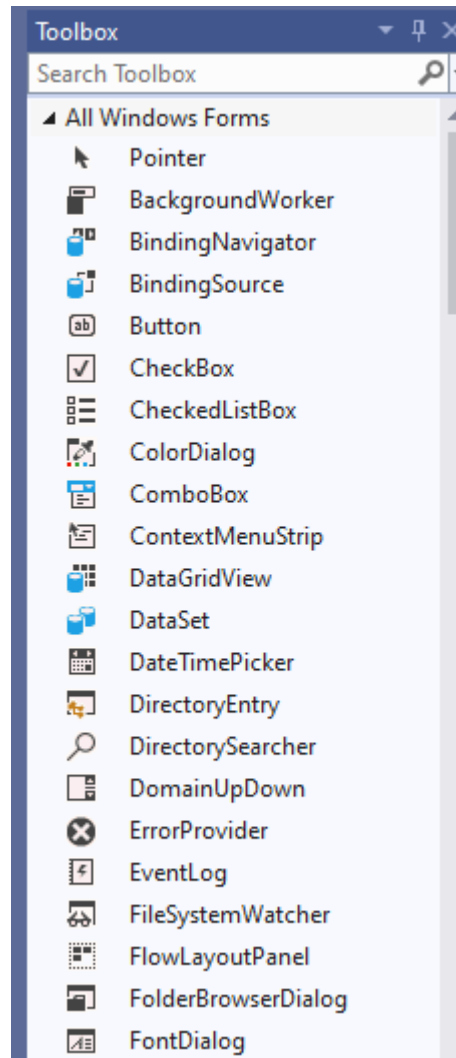 Toolbox
Search Toolbox
All Windows Forms
Pointer
BackgroundWorker
BindingNavigator
BindingSource
ab Button
CheckBox
CheckedListBox
ColorDialog
ComboBox
ContextMenuStrip
DataGridView
DataSet
DateTimePicker
DirectoryEntry
DirectorySearcher
DomainUpDown
ErrorProvider
EventLog
FileSystemWatcher
FlowLayoutPanel
FolderBrowserDialog
FontDialog